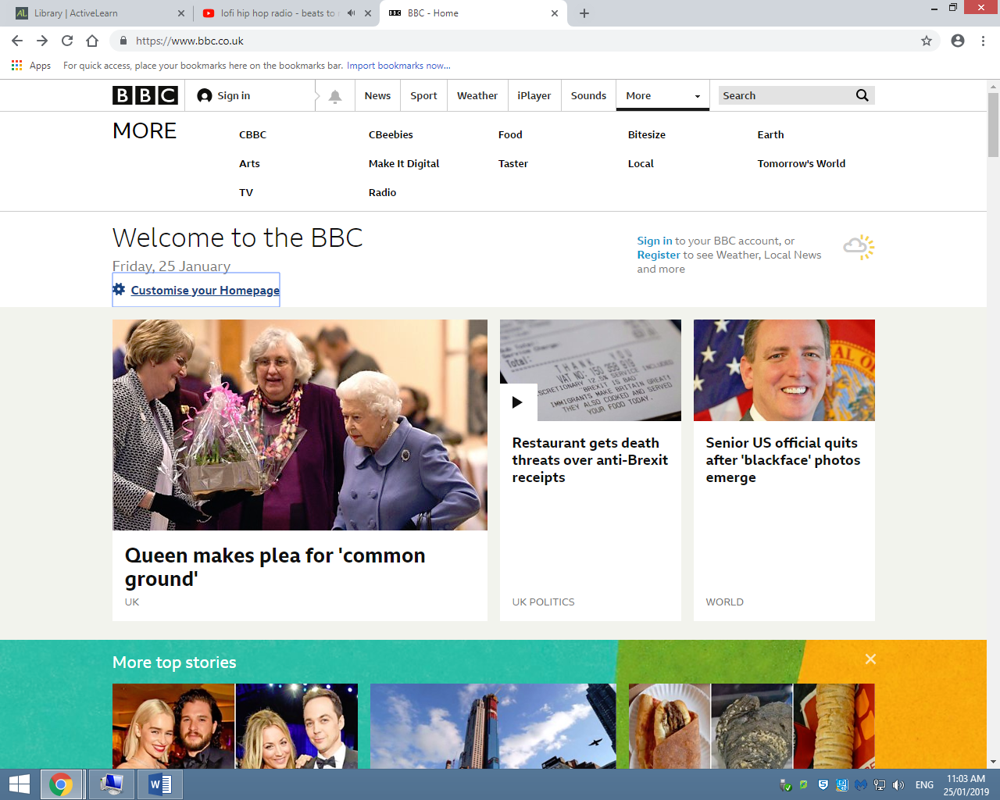 Library | ActiveLearn
lofi hip hop radio - beats to
BBC - Home
https://www.bbc.co.uk
Apps
For quick access, place your bookmarks here on the bookmarks bar. Import bookmarks now...
BBC
Sign in
News
Sport
Weather
iPlayer
Sounds
More
Search
MORE
CBBC
CBeebies
Food
Bitesize
Earth
Arts
Make It Digital
Taster
Local
Tomorrow's World
TV
Radio
Welcome to the BBC
Friday, 25 January
Customise your Homepage
Sign in to your BBC account, or
Register to see Weather, Local News
and more
Total:
THANK YOU
VAT NO: 150 358 919
DISCRETIONARY 12.5% SERVICE INCLUDED
"BREXIT IS BAD
IMMIGRANTS MAKE BRITAIN GREAT!
THEY ALSO COOKED AND SERVED
YOUR FOOD TODAY.
Queen makes plea for 'common
ground'
UK
Restaurant gets death
threats over anti-Brexit
receipts
UK POLITICS
Senior US official quits
after 'blackface' photos
emerge
WORLD
More top stories
ENG
11:03 AM
25/01/2019